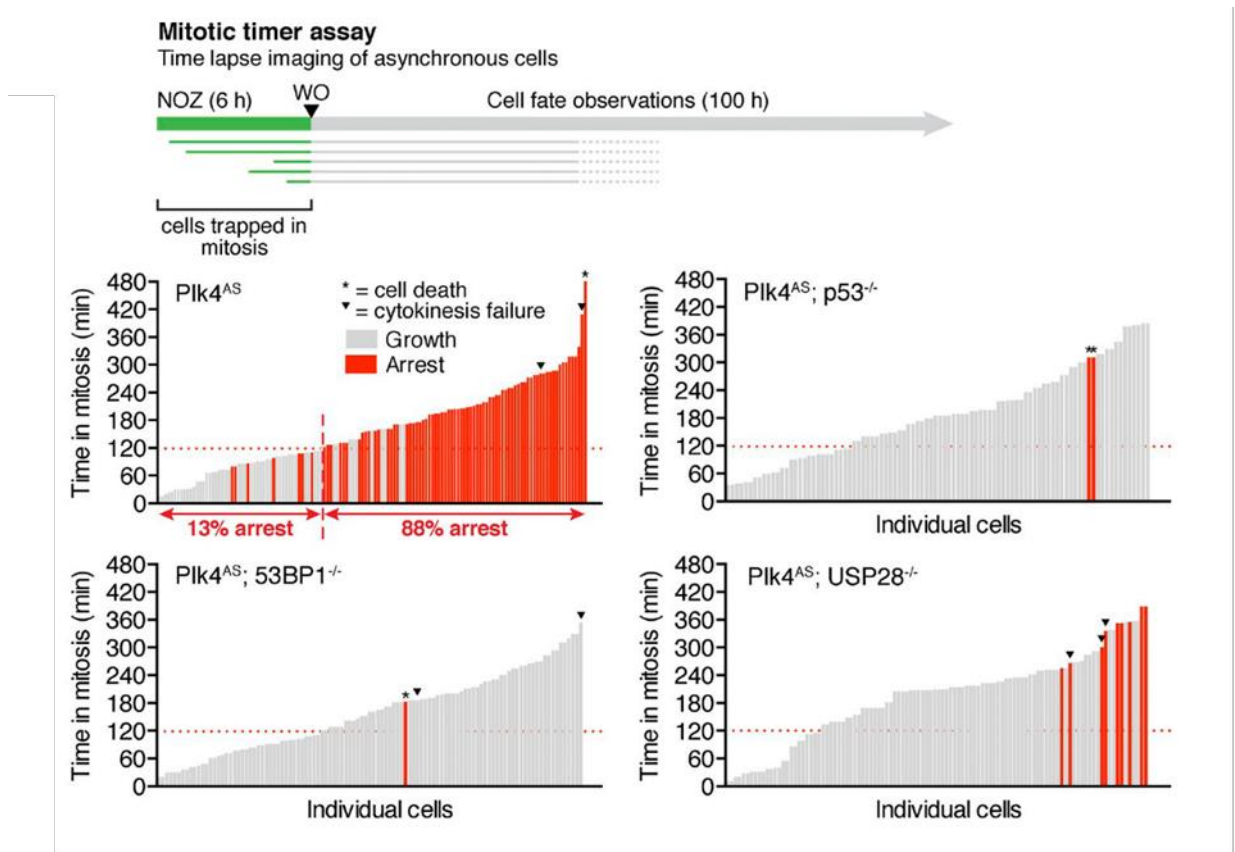 Mitotic timer assay
Time lapse imaging of asynchronous cells
NOZ (6 h)
WO
Cell fate observations (100 h)
cells trapped in
mitosis
Time in mitosis (min)
480
420
360
300
240
180
120
60
0
Plk4AS
* = cell death
▼ = cytokinesis failure
Growth
Arrest
*
13% arrest
88% arrest
Time in mitosis (min)
480
420
360
300
240
180
120
60
0
Plk4AS; p53-/-
**
Individual cells
Time in mitosis (min)
480
420
360
300
240
180
120
60
0
Plk4AS; 53BP1-/-
*
Individual cells
Time in mitosis (min)
480
420
360
300
240
180
120
60
0
Plk4AS; USP28-/-
Individual cells